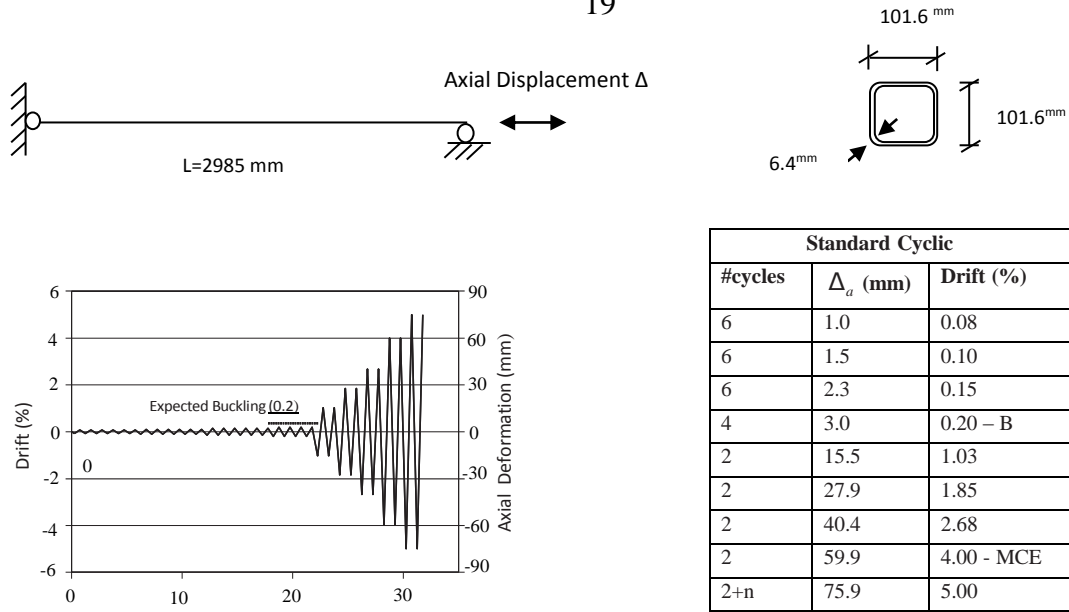 19
101.6 mm
Axial Displacement Δ
101.6mm
6.4mm
L=2985 mm
Standard Cyclic
#cycles Δa (mm) Drift (%)
6 1.0 0.08
6 1.5 0.10
6 2.3 0.15
4 3.0 0.20 – B
2 15.5 1.03
2 27.9 1.85
2 40.4 2.68
2 59.9 4.00 - MCE
2+n 75.9 5.00
6
4
2
0
-2
-4
-6
Drift (%)
Expected Buckling (0.2)
0
90
60
30
0
-30
-60
-90
Axial Deformation (mm)
0 10 20 30